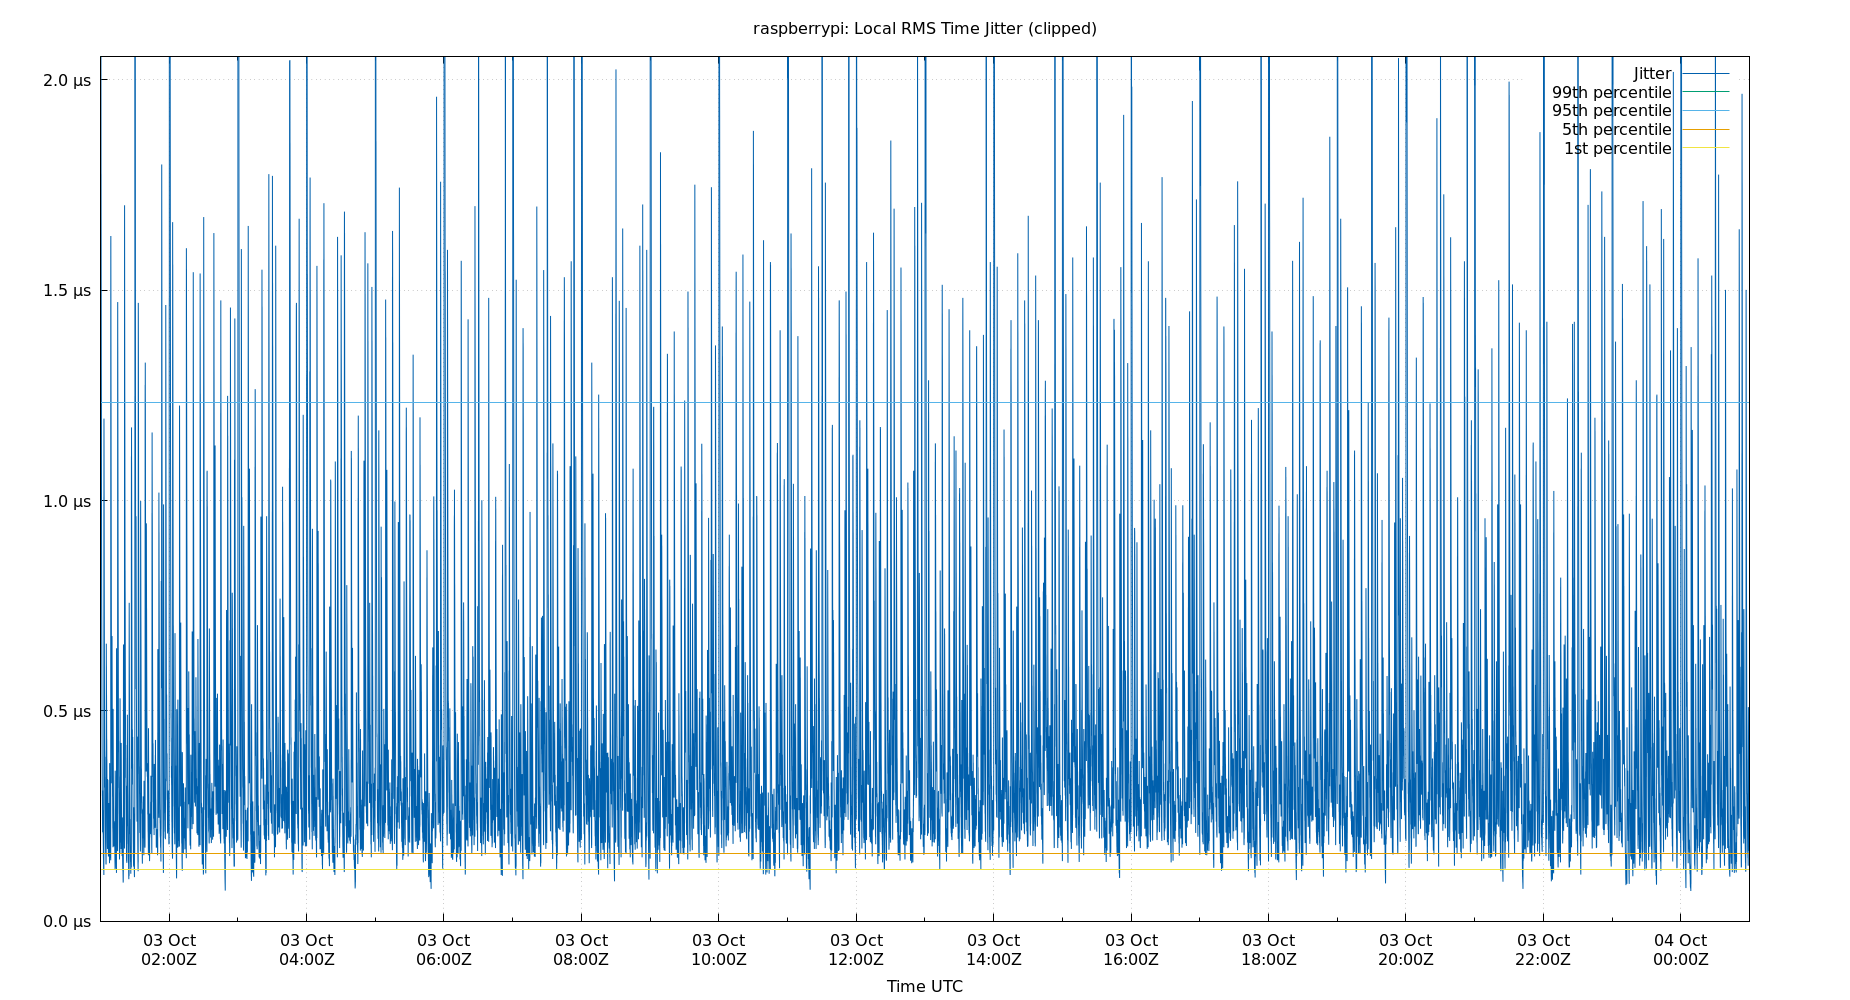 raspberrypi: Local RMS Time Jitter (clipped)
2.0 μs
1.5 μs
1.0 μs
0.5 μs
0.0 μs
Jitter
99th percentile
95th percentile
5th percentile
1st percentile
03 Oct 03 Oct 03 Oct 03 Oct 03 Oct 03 Oct 03 Oct 03 Oct 03 Oct 03 Oct 03 Oct 04 Oct
02:00Z 04:00Z 06:00Z 08:00Z 10:00Z 12:00Z 14:00Z 16:00Z 18:00Z 20:00Z 22:00Z 00:00Z
Time UTC